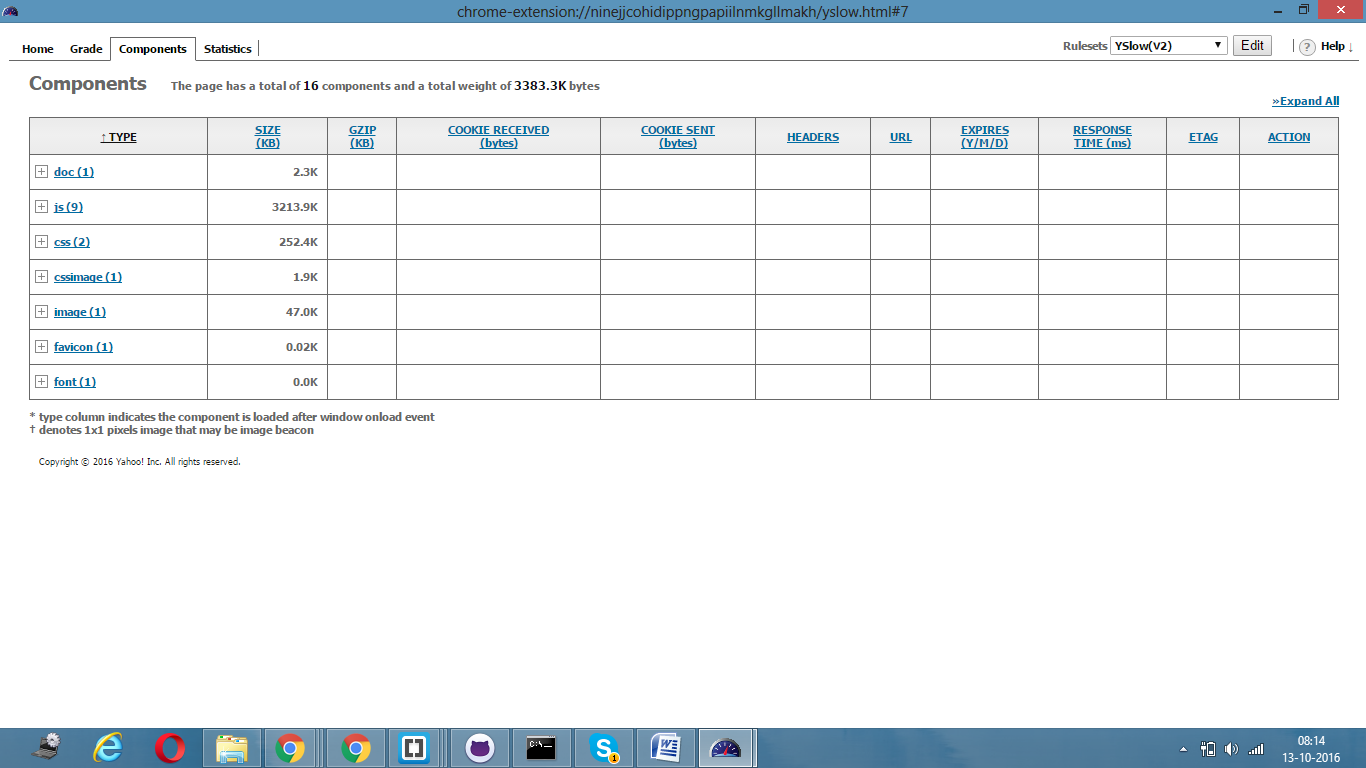 chrome-extension://ninejjcohidippngpapiilnmkgllmakh/yslow.html#7
Home Grade Components Statistics Rulesets YSlow(V2) Edit ? Help ↓
Components The page has a total of 16 components and a total weight of 3383.3K bytes
»Expand All
↑ TYPE SIZE (KB) GZIP (KB) COOKIE RECEIVED (bytes) COOKIE SENT (bytes) HEADERS URL EXPIRES (Y/M/D) RESPONSE TIME (ms) ETAG ACTION
doc (1) 2.3K
js (9) 3213.9K
css (2) 252.4K
cssimage (1) 1.9K
image (1) 47.0K
favicon (1) 0.02K
font (1) 0.0K
* type column indicates the component is loaded after window onload event
† denotes 1x1 pixels image that may be image beacon
Copyright © 2016 Yahoo! Inc. All rights reserved.
08:14
13-10-2016